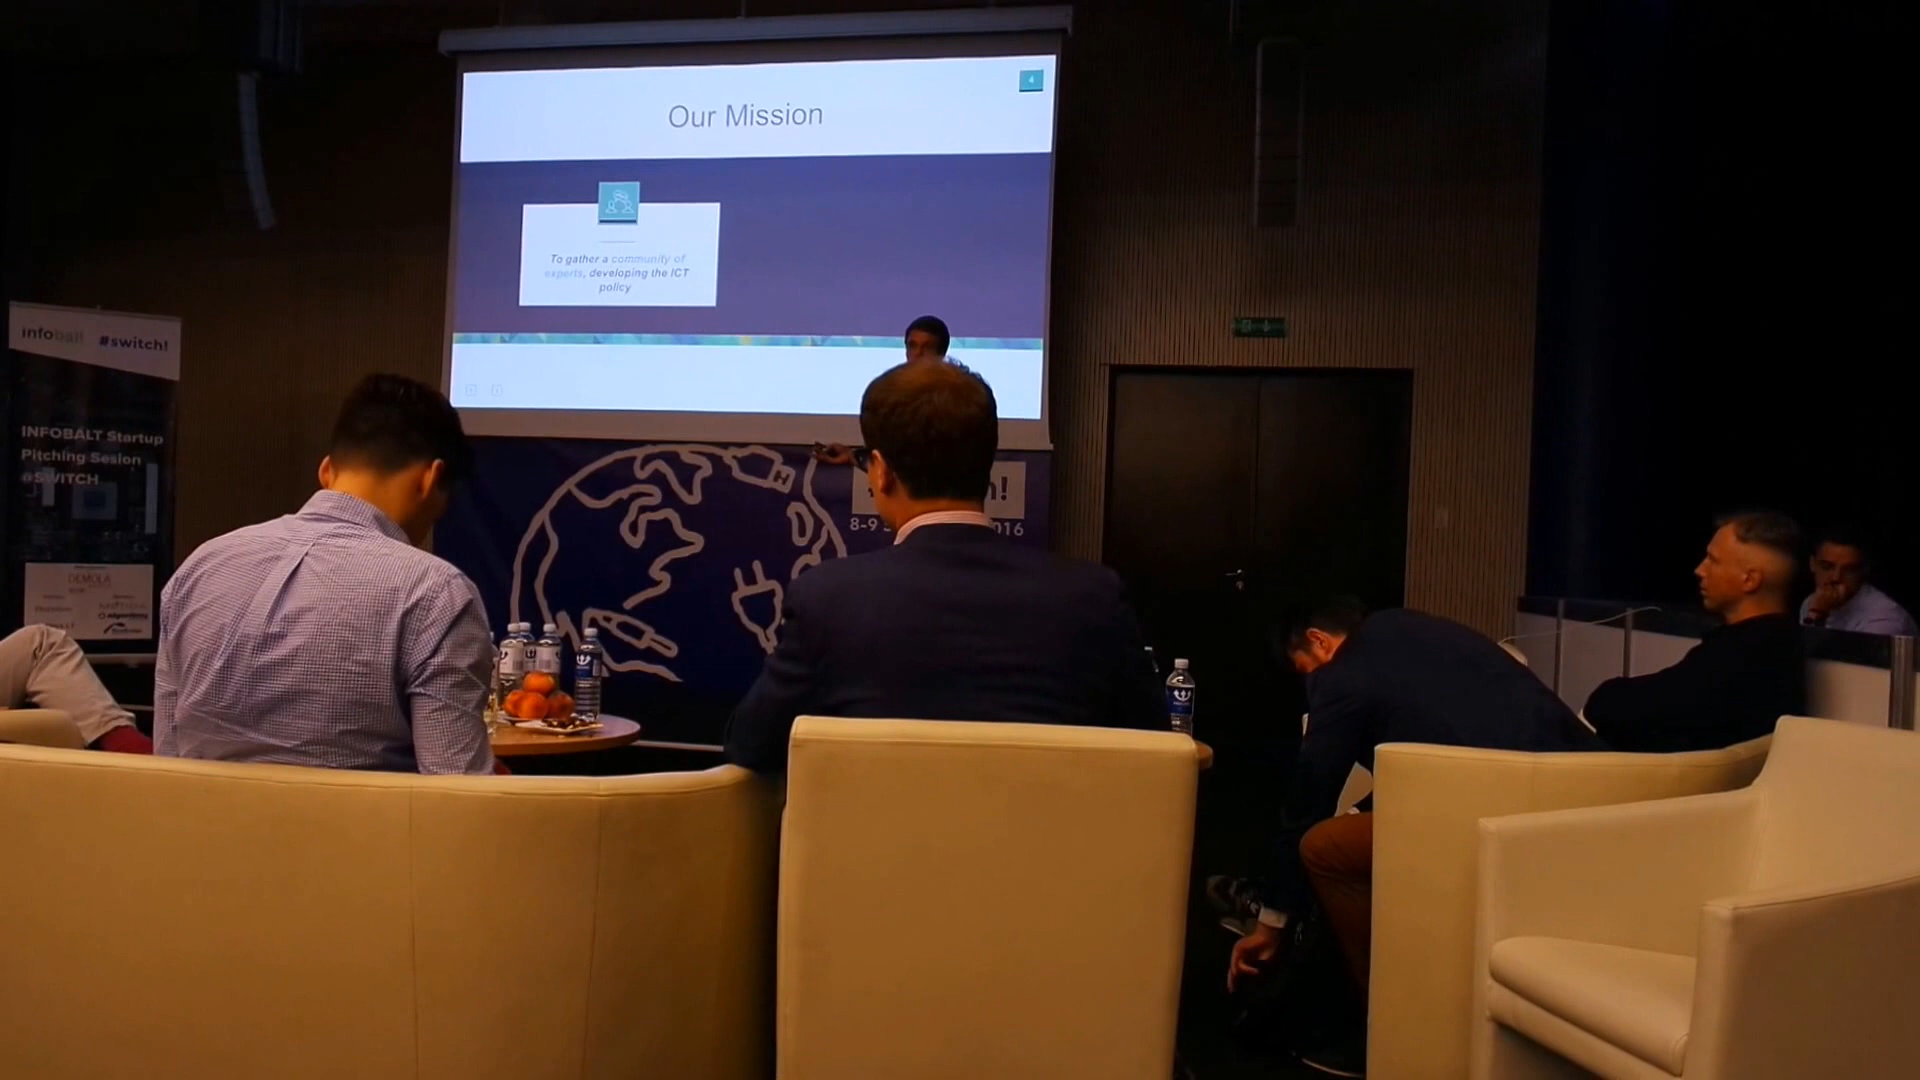 4
Our Mission
To gather a community of
experts, developing the ICT
policy
infobalt #switch!
INFOBALT Startup
Pitching Sesion
@SWITCH
DEMOLA
h!
8-9
2016